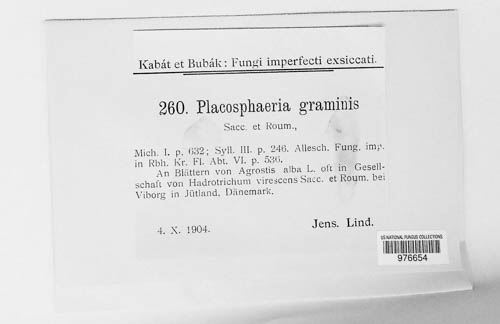 Kabát et Bubák: Fungi imperfecti exsiccati.
260. Placosphaeria graminis
Sacc. et Roum.,
Mich. I. p. 632; Syll. III. p. 246. Allesch. Fung. imp.
in Rbh. Kr. Fl. Abt. VI. p. 536.
An Blättern von Agrostis alba L. oft in Gesell-
schaft von Hadrotrichum virescens Sacc. et Roum. bei
Viborg in Jütland, Dänemark.
4. X. 1904.
Jens. Lind.
US NATIONAL FUNGUS COLLECTIONS
976654